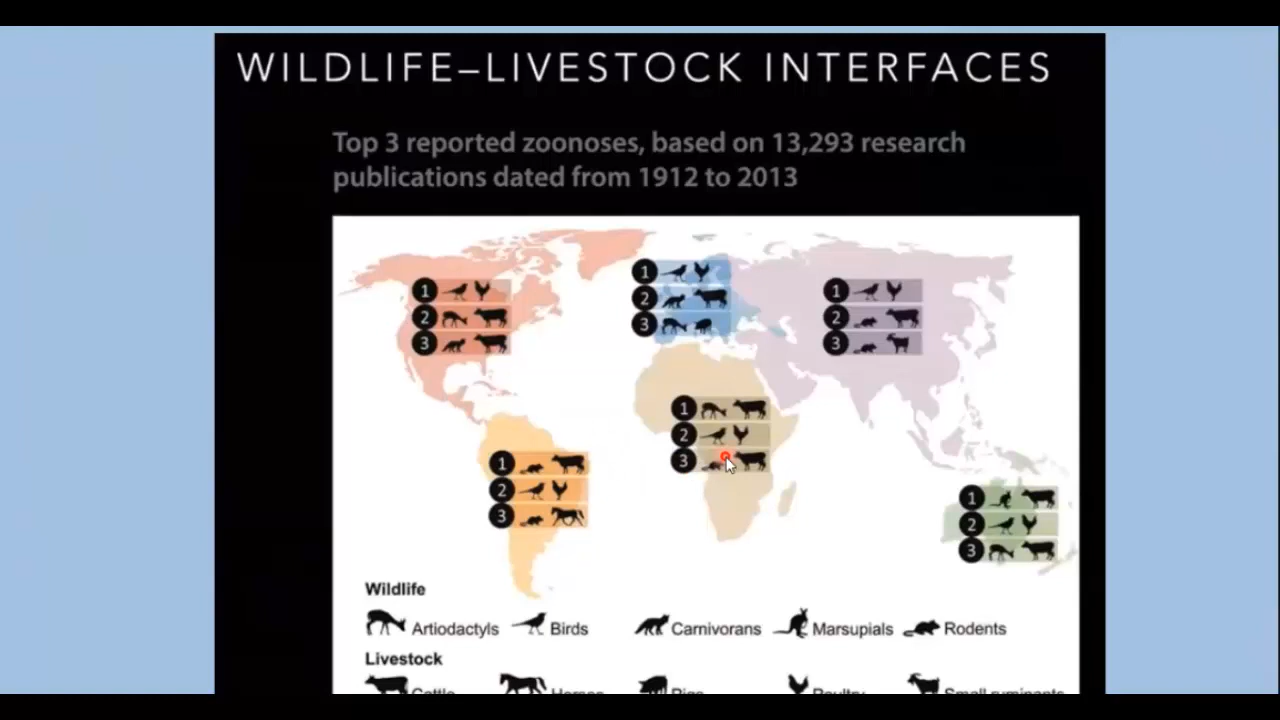 WILDLIFE–LIVESTOCK INTERFACES
Top 3 reported zoonoses, based on 13,293 research
publications dated from 1912 to 2013
1
2
3
1
2
3
1
2
3
1
2
3
1
2
3
1
2
3
Wildlife
Artiodactyls Birds Carnivorans Marsupials Rodents
Livestock
Cattle Horses Pigs Poultry Small ruminants